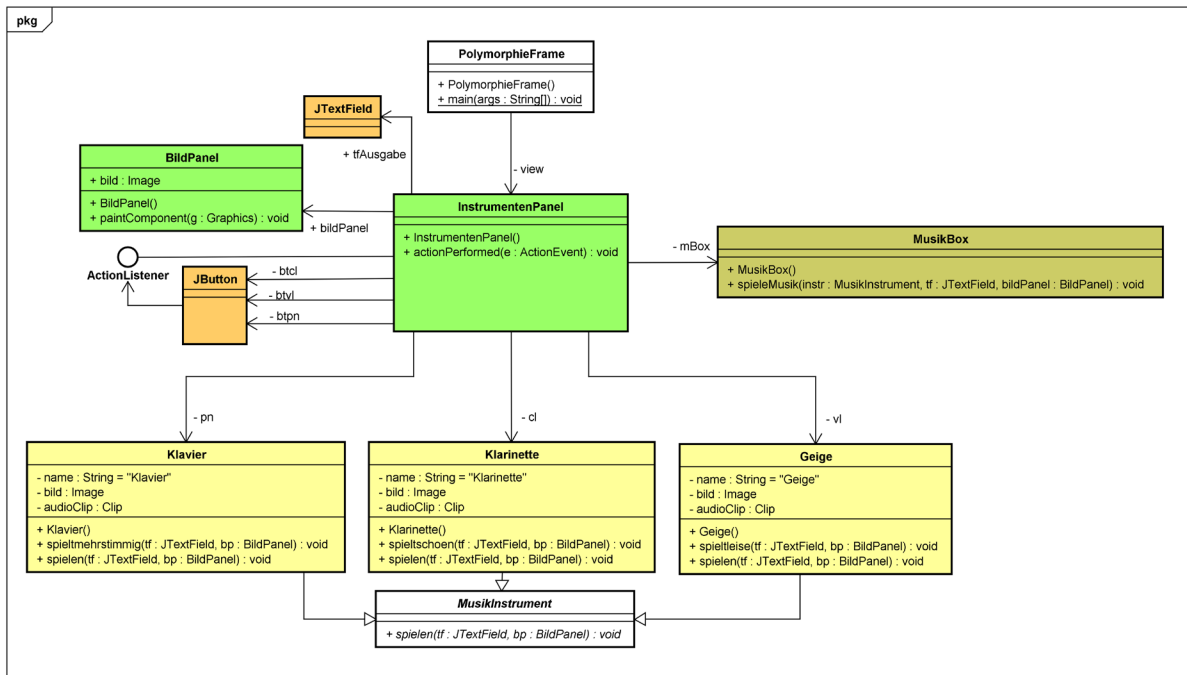 pkg
PolymorphieFrame
+ PolymorphieFrame()
+ main(args : String[]) : void
JTextField
+ tfAusgabe
- view
BildPanel
+ bild : Image
+ BildPanel()
+ paintComponent(g : Graphics) : void
+ bildPanel
InstrumentenPanel
+ InstrumentenPanel()
+ actionPerformed(e : ActionEvent) : void
- mBox
MusikBox
+ MusikBox()
+ spieleMusik(instr : MusikInstrument, tf : JTextField, bildPanel : BildPanel) : void
ActionListener
JButton
- btcl
- btvl
- btpn
- pn
- cl
- vl
Klavier
- name : String = "Klavier"
- bild : Image
- audioClip : Clip
+ Klavier()
+ spieltmehrstimmig(tf : JTextField, bp : BildPanel) : void
+ spielen(tf : JTextField, bp : BildPanel) : void
Klarinette
- name : String = "Klarinette"
- bild : Image
- audioClip : Clip
+ Klarinette()
+ spieltschoen(tf : JTextField, bp : BildPanel) : void
+ spielen(tf : JTextField, bp : BildPanel) : void
Geige
- name : String = "Geige"
- bild : Image
- audioClip : Clip
+ Geige()
+ spieltleise(tf : JTextField, bp : BildPanel) : void
+ spielen(tf : JTextField, bp : BildPanel) : void
MusikInstrument
+ spielen(tf : JTextField, bp : BildPanel) : void